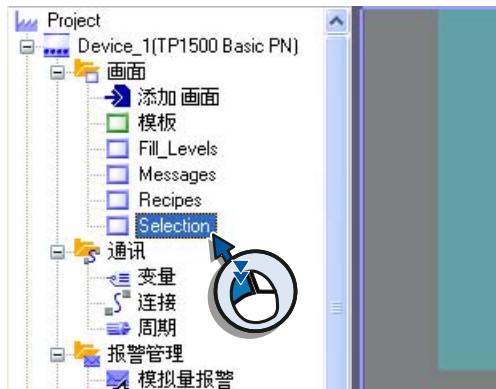 Project
Device_1(TP1500 Basic PN)
画面
添加 画面
模板
Fill_Levels
Messages
Recipes
Selection
通讯
变量
连接
周期
报警管理
模拟量报警